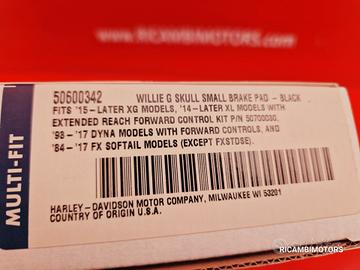 50600342 WILLIE G SKULL SMALL BRAKE PAD - BLACK
FITS '15-LATER XG MODELS, '14-LATER XL MODELS WITH
EXTENDED REACH FORWARD CONTROL KIT P/N 50700030,
'93-'17 DYNA MODELS WITH FORWARD CONTROLS, AND
'84-'17 FX SOFTAIL MODELS (EXCEPT FXSTDSE).
HARLEY-DAVIDSON MOTOR COMPANY, MILWAUKEE WI 53201
COUNTRY OF ORIGIN U.S.A.
MULTI-FIT
RICAMBIMOTORS